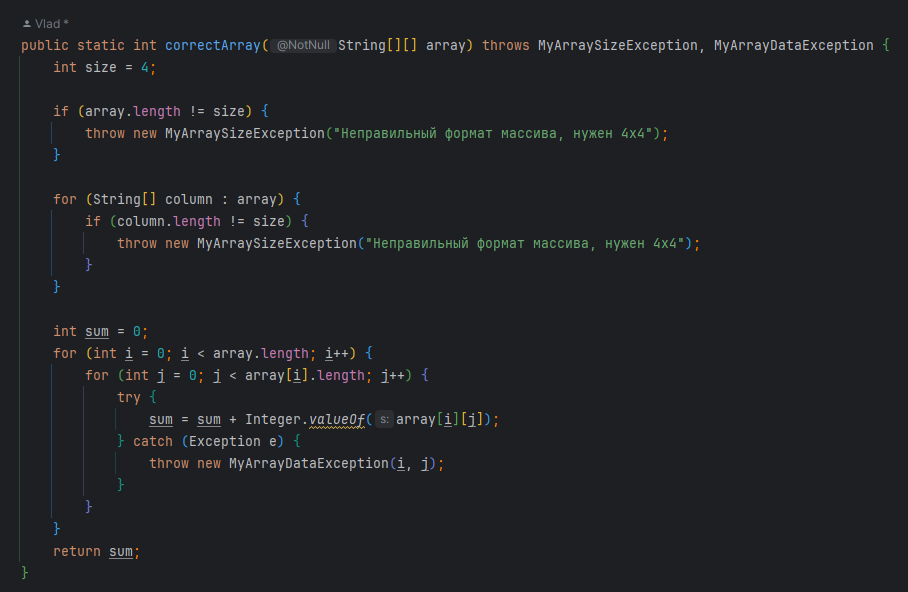 Vlad *
public static int correctArray( @NotNull String[][] array) throws MyArraySizeException, MyArrayDataException {
    int size = 4;

    if (array.length != size) {
        throw new MyArraySizeException("Неправильный формат массива, нужен 4х4");
    }

    for (String[] column : array) {
        if (column.length != size) {
            throw new MyArraySizeException("Неправильный формат массива, нужен 4х4");
        }
    }

    int sum = 0;
    for (int i = 0; i < array.length; i++) {
        for (int j = 0; j < array[i].length; j++) {
            try {
                sum = sum + Integer.valueOf( s: array[i][j]);
            } catch (Exception e) {
                throw new MyArrayDataException(i, j);
            }
        }
    }
    return sum;
}